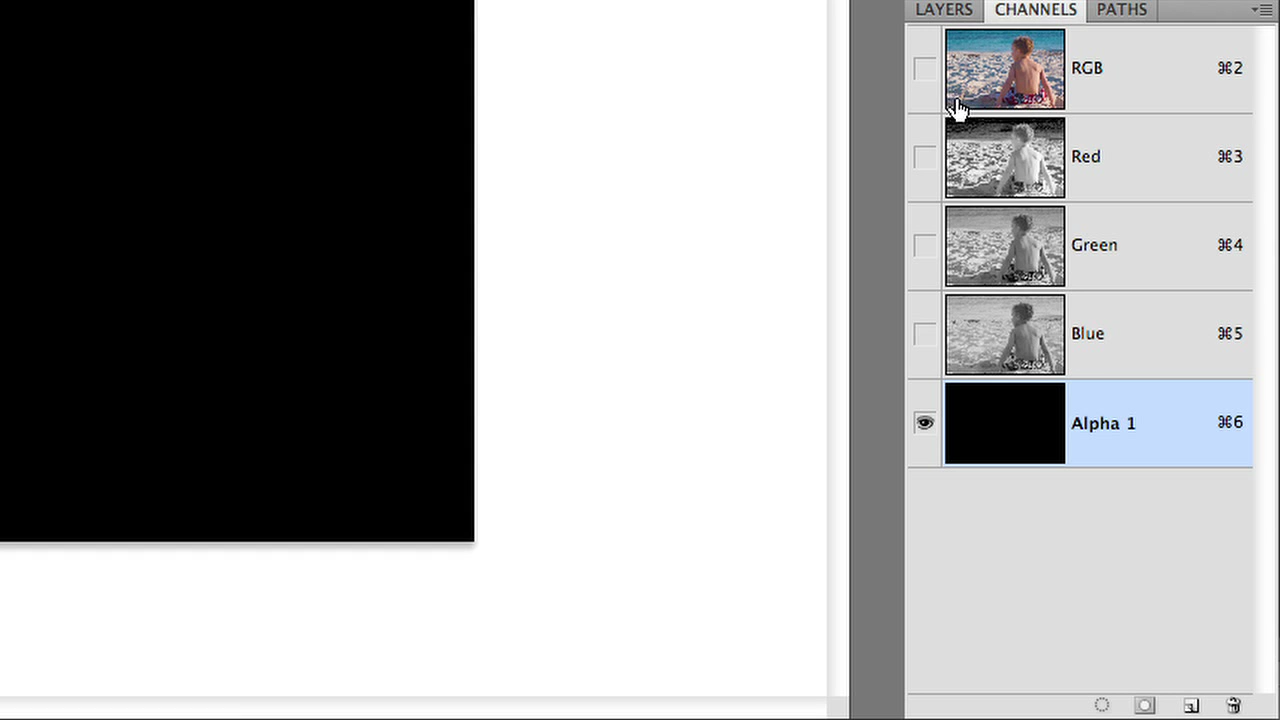 LAYERS CHANNELS PATHS
RGB ⌘2
Red ⌘3
Green ⌘4
Blue ⌘5
Alpha 1 ⌘6